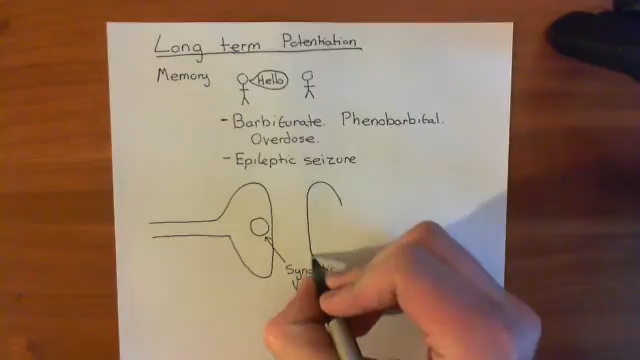 Long term Potentiation
Memory
Hello
- Barbiturate. Phenobarbital.
Overdose.
- Epileptic seizure